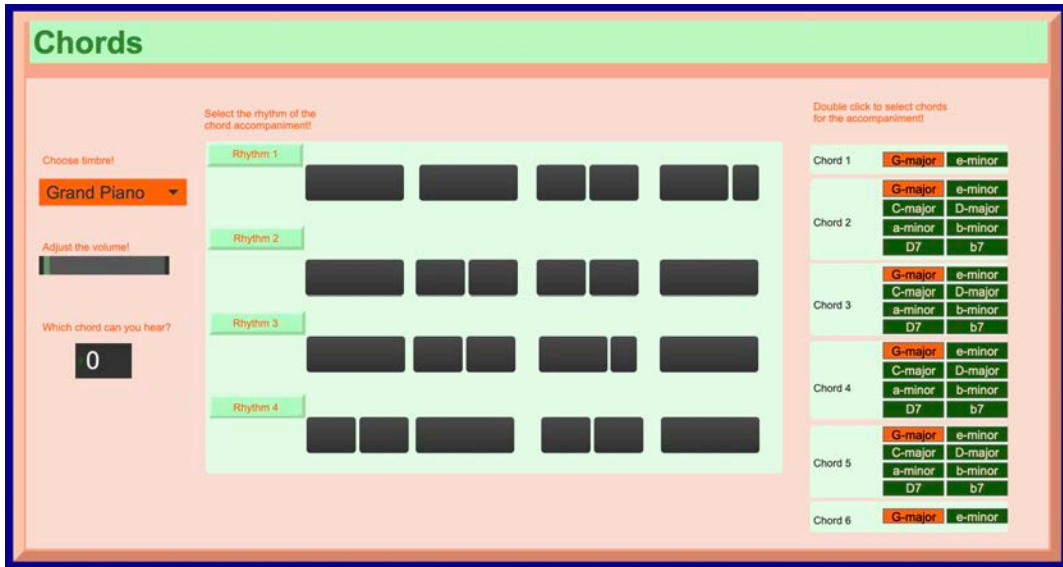 Chords
Select the rhythm of the
chord accompaniment!
Double click to select chords
for the accompaniment!
Choose timbre!
Grand Piano
Adjust the volume!
Which chord can you hear?
0
Rhythm 1
Rhythm 2
Rhythm 3
Rhythm 4
Chord 1
G-major e-minor
Chord 2
G-major e-minor
C-major D-major
a-minor b-minor
D7 b7
Chord 3
G-major e-minor
C-major D-major
a-minor b-minor
D7 b7
Chord 4
G-major e-minor
C-major D-major
a-minor b-minor
D7 b7
Chord 5
G-major e-minor
C-major D-major
a-minor b-minor
D7 b7
Chord 6
G-major e-minor